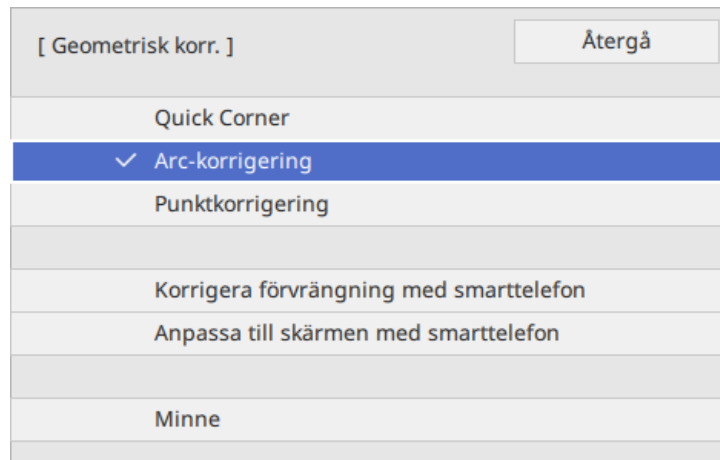 [ Geometrisk korr. ]
Återgå
Quick Corner
✓ Arc-korrigering
Punktkorrigering
Korrigera förvrängning med smarttelefon
Anpassa till skärmen med smarttelefon
Minne